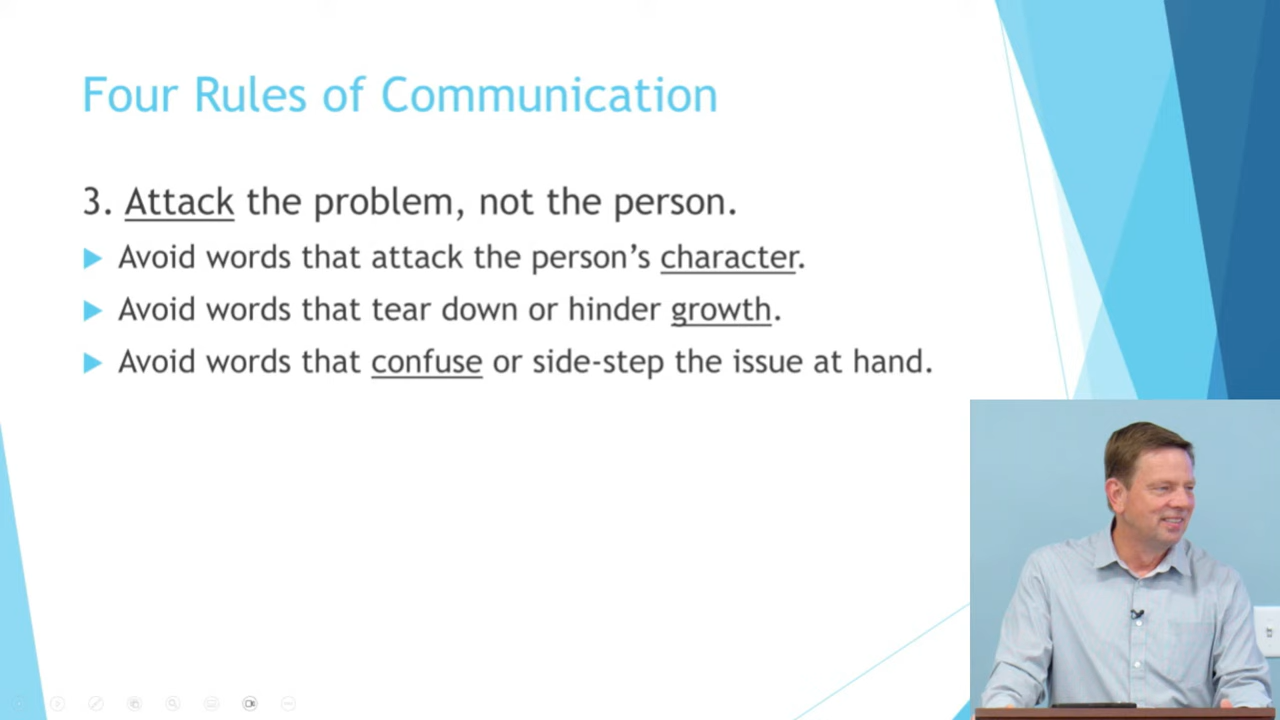 Four Rules of Communication
3. Attack the problem, not the person.
Avoid words that attack the person’s character.
Avoid words that tear down or hinder growth.
Avoid words that confuse or side-step the issue at hand.